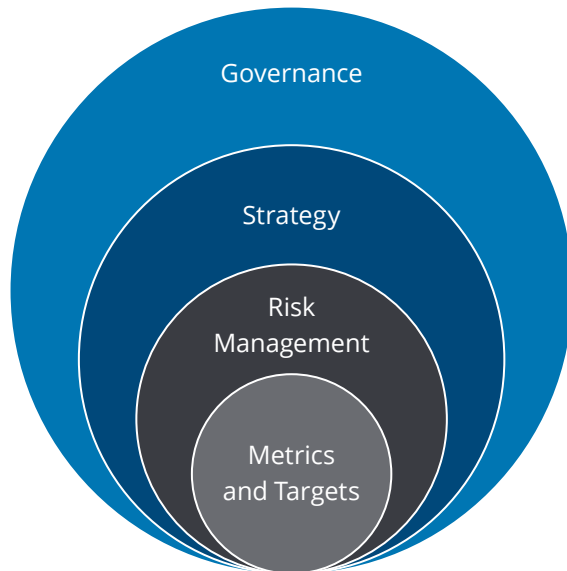 Governance
Strategy
Risk
Management
Metrics
and Targets